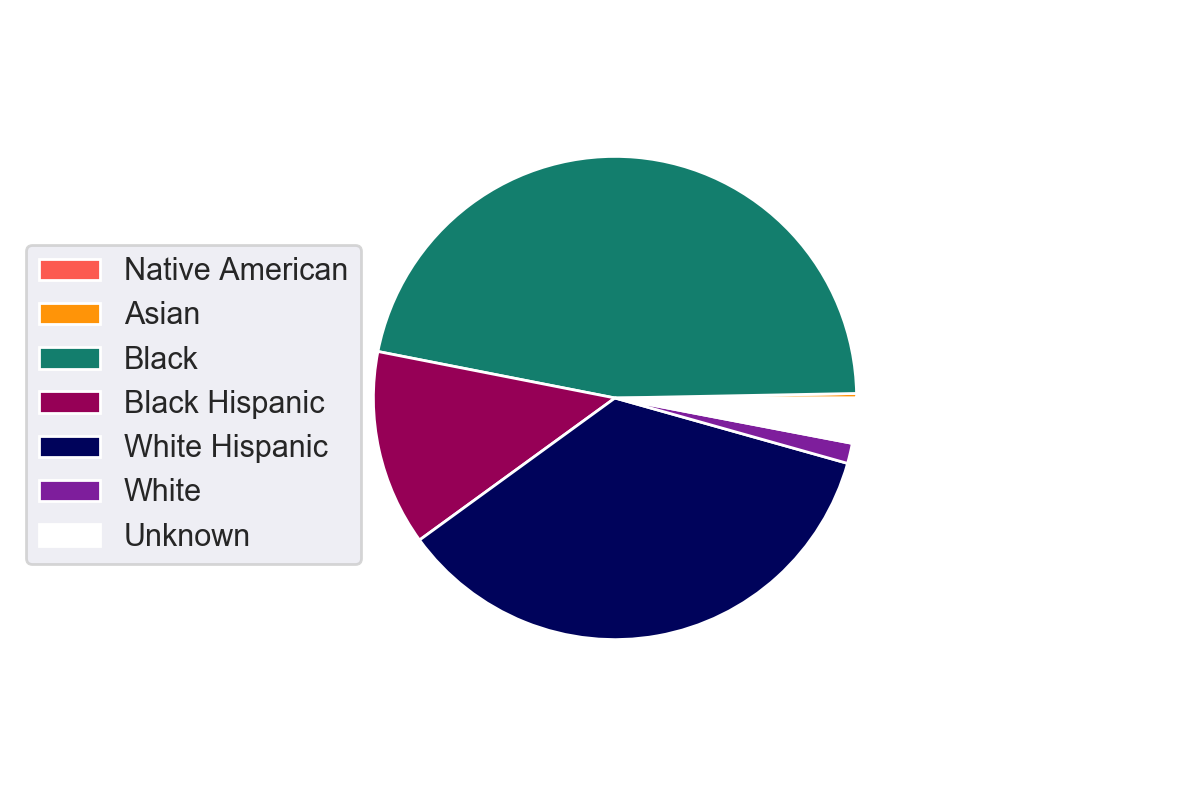 Native American
Asian
Black
Black Hispanic
White Hispanic
White
Unknown